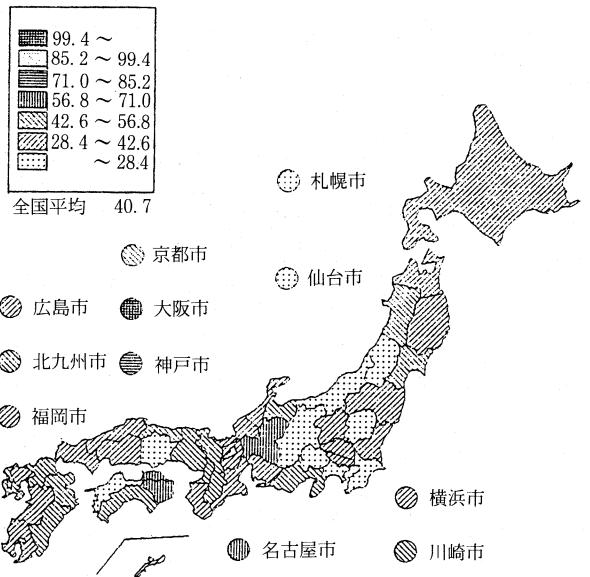 99.4～
85.2～99.4
71.0～85.2
56.8～71.0
42.6～56.8
28.4～42.6
～28.4
全国平均 40.7
札幌市
京都市
仙台市
広島市
大阪市
北九州市
神戸市
福岡市
横浜市
名古屋市
川崎市